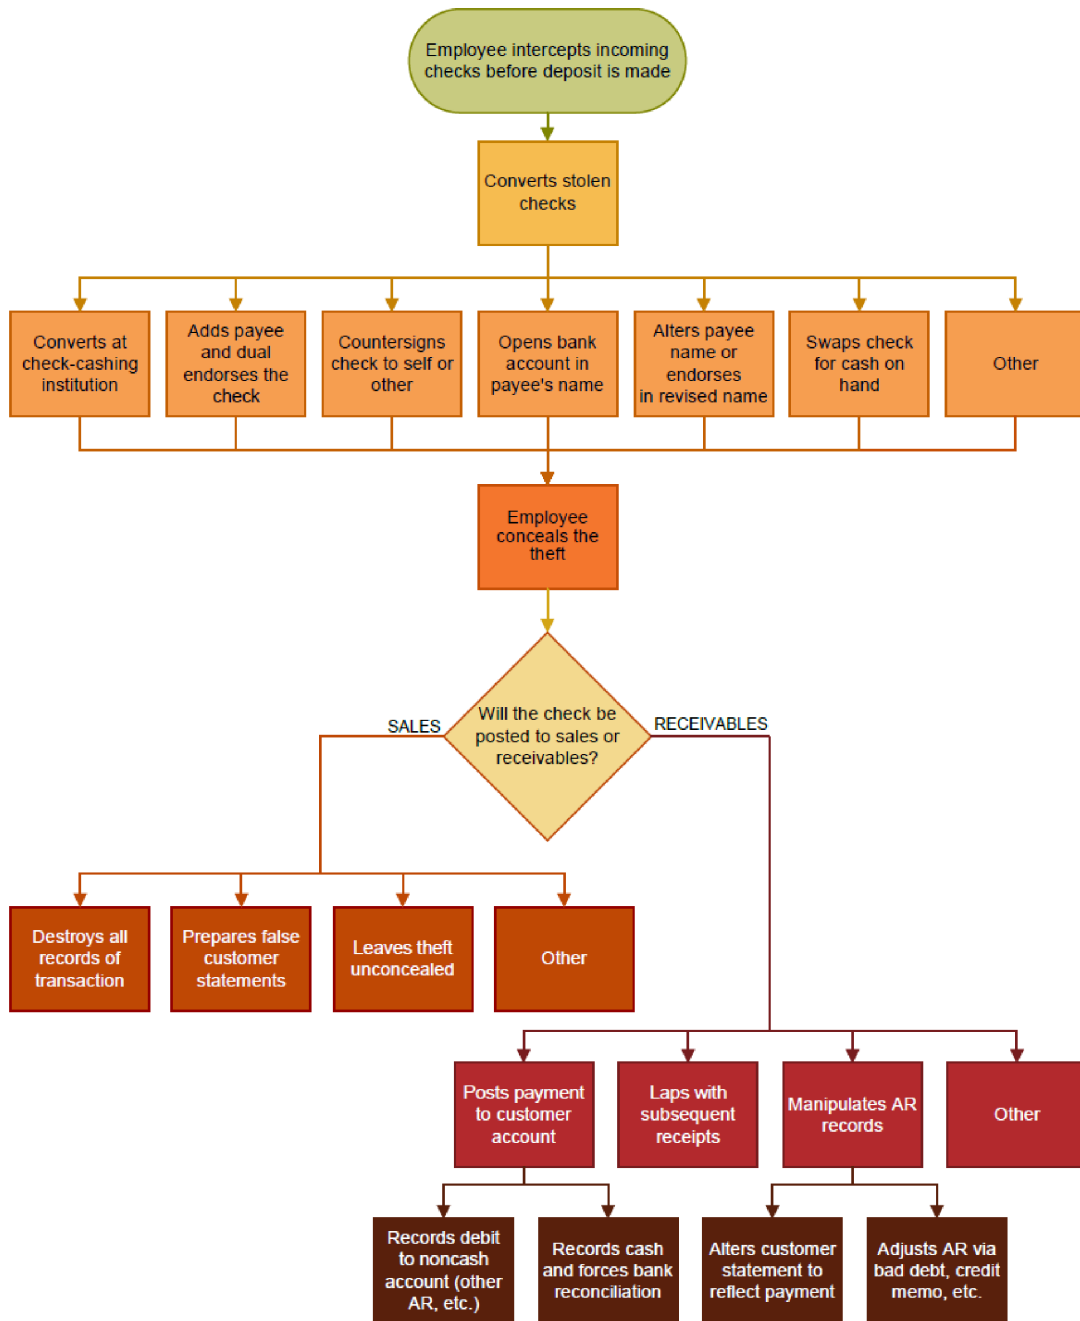 Employee intercepts incoming
checks before deposit is made
Converts stolen
checks
Converts at
check-cashing
institution
Adds payee
and dual
endorses the
check
Countersigns
check to self or
other
Opens bank
account in
payee's name
Alters payee
name or
endorses
in revised name
Swaps check
for cash on
hand
Other
Employee
conceals the
theft
Will the check be
posted to sales or
receivables?
SALES
RECEIVABLES
Destroys all
records of
transaction
Prepares false
customer
statements
Leaves theft
unconcealed
Other
Posts payment
to customer
account
Laps with
subsequent
receipts
Manipulates AR
records
Other
Records debit
to noncash
account (other
AR, etc.)
Records cash
and forces bank
reconciliation
Alters customer
statement to
reflect payment
Adjusts AR via
bad debt, credit
memo, etc.